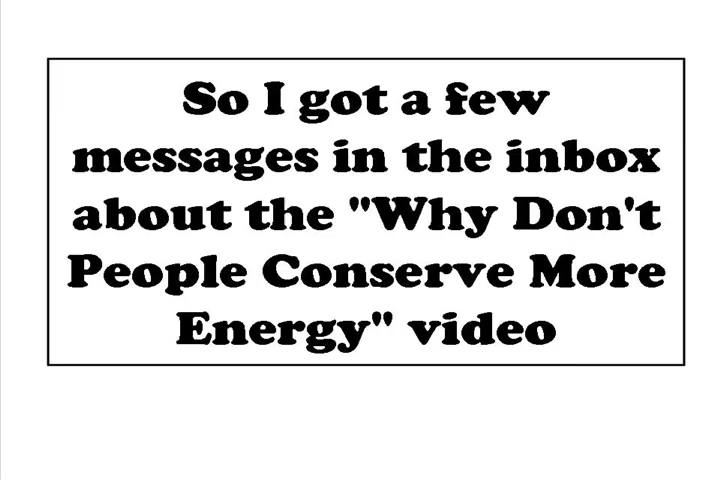 So I got a few
messages in the inbox
about the "Why Don't
People Conserve More
Energy" video